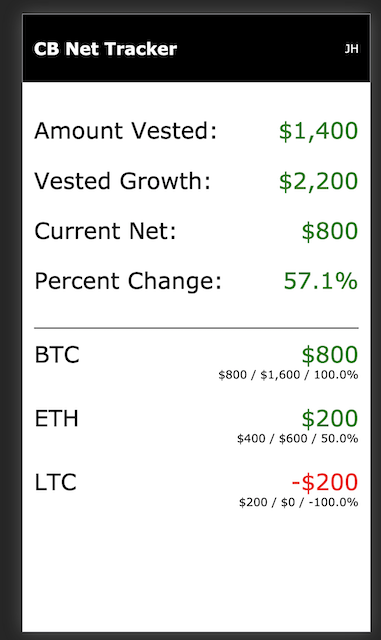 CB Net Tracker JH
Amount Vested: $1,400
Vested Growth: $2,200
Current Net: $800
Percent Change: 57.1%
BTC $800
$800 / $1,600 / 100.0%
ETH $200
$400 / $600 / 50.0%
LTC -$200
$200 / $0 / -100.0%